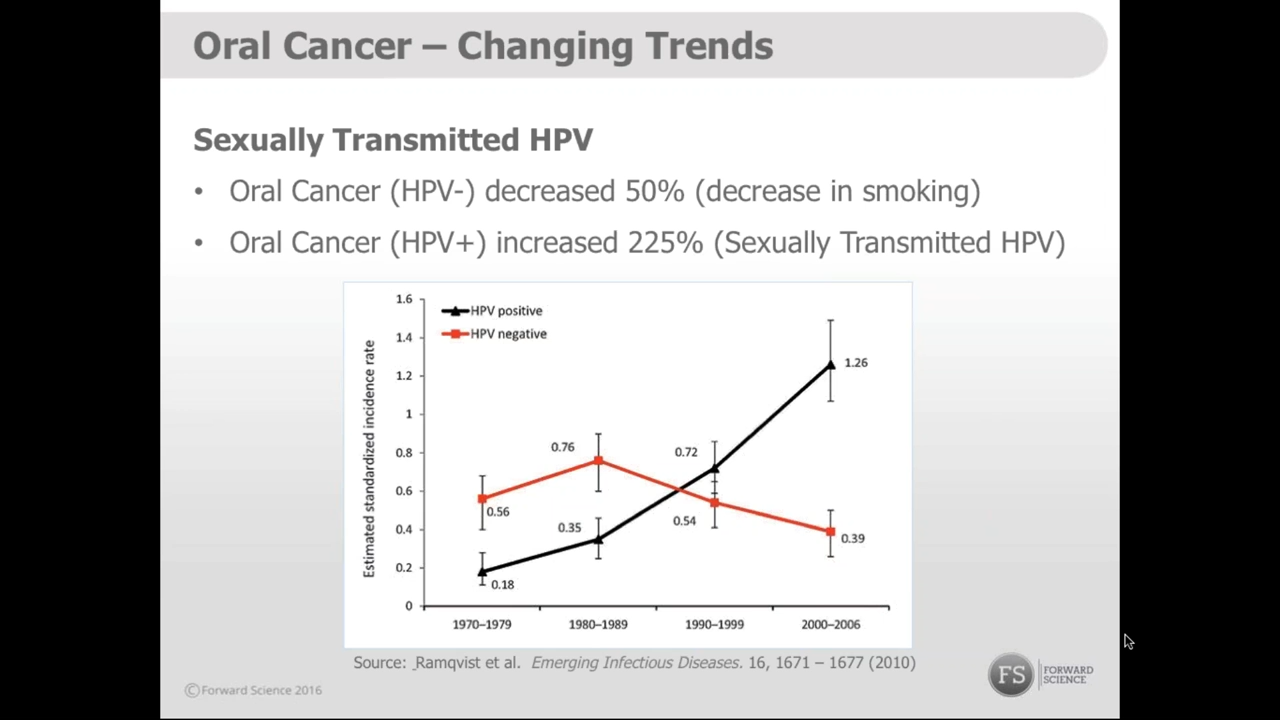 Oral Cancer – Changing Trends
Sexually Transmitted HPV
• Oral Cancer (HPV-) decreased 50% (decrease in smoking)
• Oral Cancer (HPV+) increased 225% (Sexually Transmitted HPV)
Estimated standardized incidence rate
1.6
1.4
1.2
1
0.8
0.6
0.4
0.2
0
HPV positive
HPV negative
0.56
0.76
0.54
0.39
0.18
0.35
0.72
1.26
1970–1979
1980–1989
1990–1999
2000–2006
Source: _Ramqvist et al. Emerging Infectious Diseases. 16, 1671 – 1677 (2010)
©Forward Science 2016
FS
FORWARD
SCIENCE